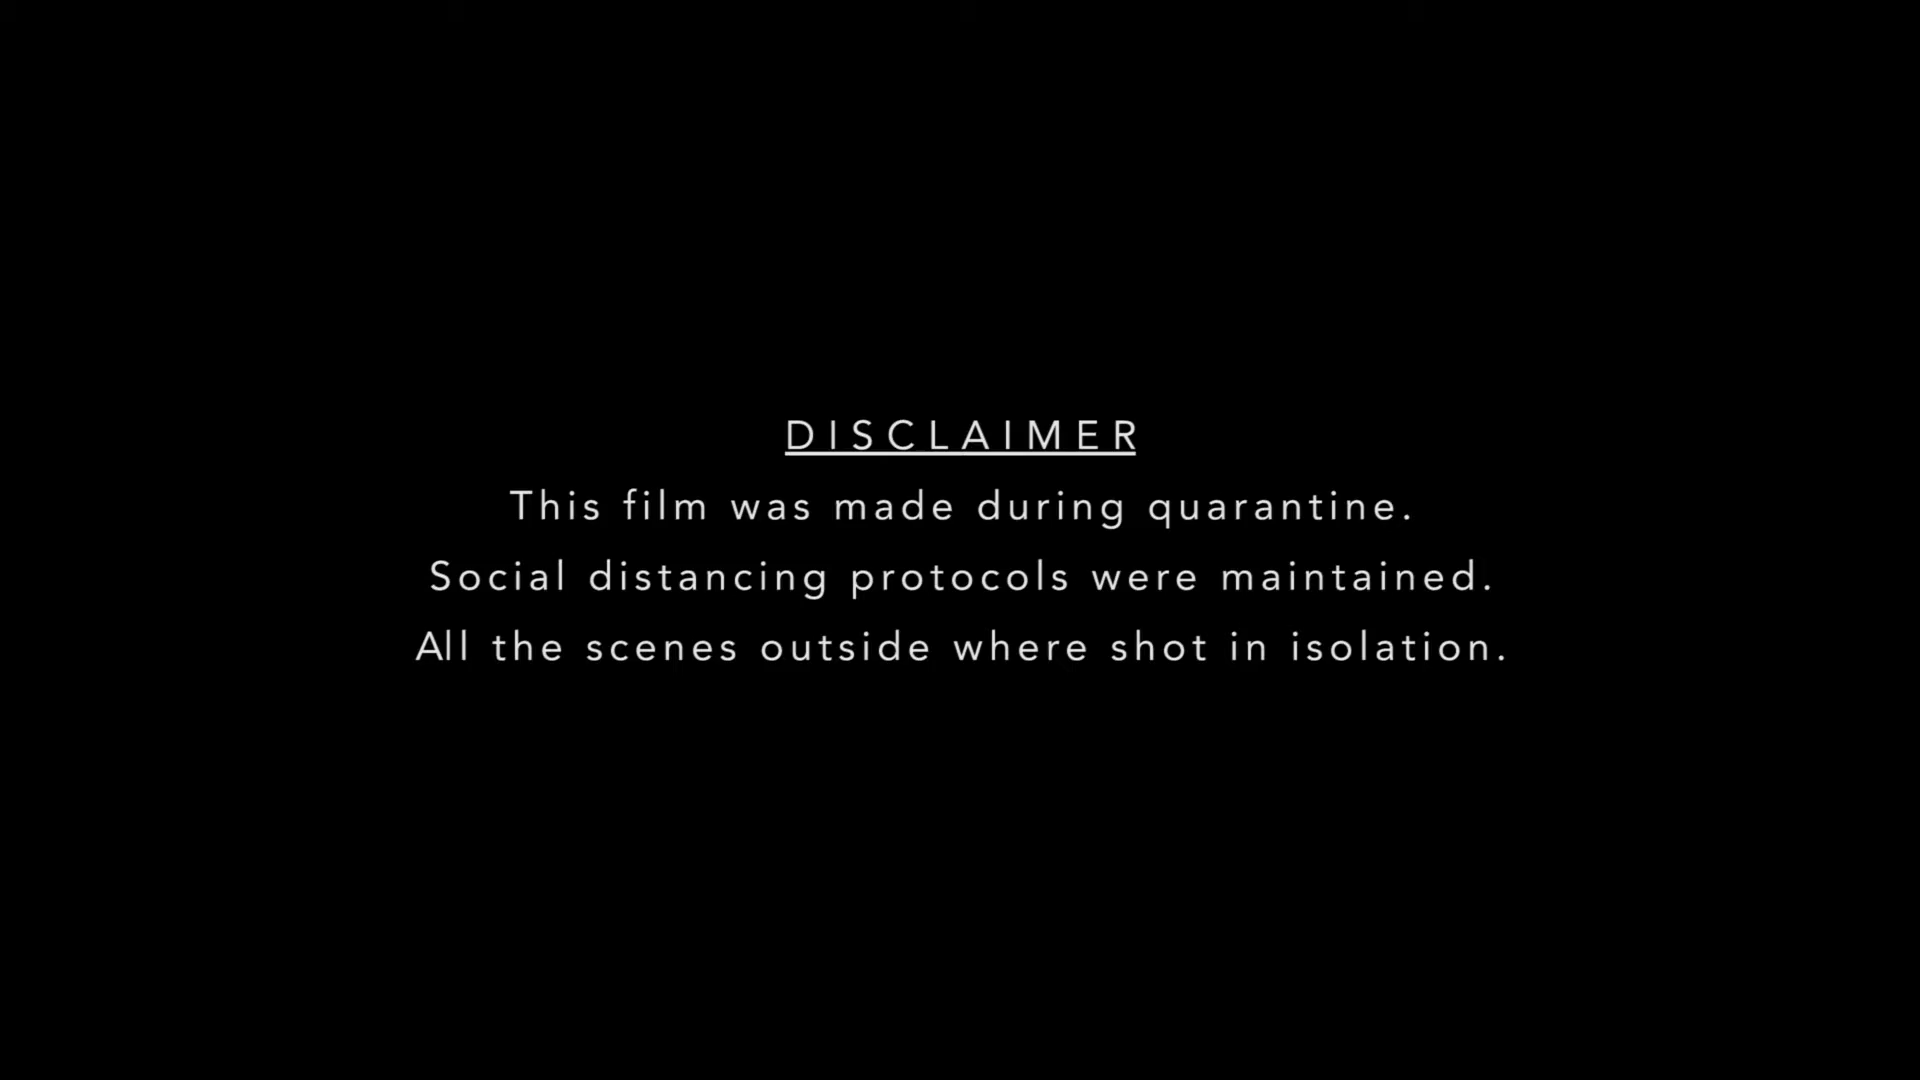 DISCLAIMER
This film was made during quarantine.
Social distancing protocols were maintained.
All the scenes outside where shot in isolation.